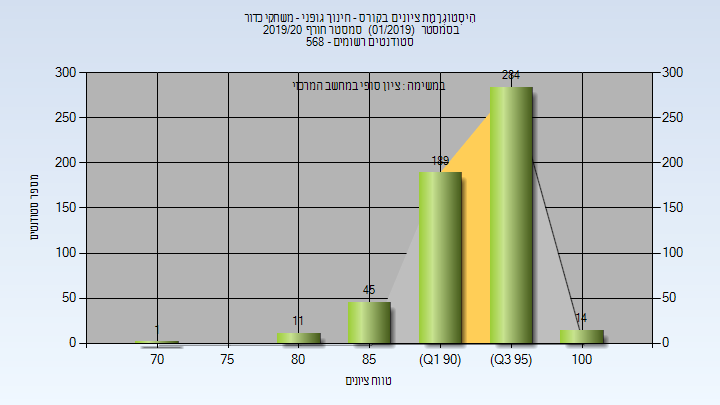 היסטוגרמת ציונים בקורס - חינוך גופני - משחקי כדור
בסמסטר (01/2019) סמסטר חורף 2019/20
סטודנטים רשומים - 568
במשימה : ציון סופי במחשב המרכזי
300 300
284
250 250
200 200
189
150 150
100 100
50 50
45
14
11
1
0 0
מספר סטודנטים
70 75 80 85 (Q1 90) (Q3 95) 100
טווח ציונים